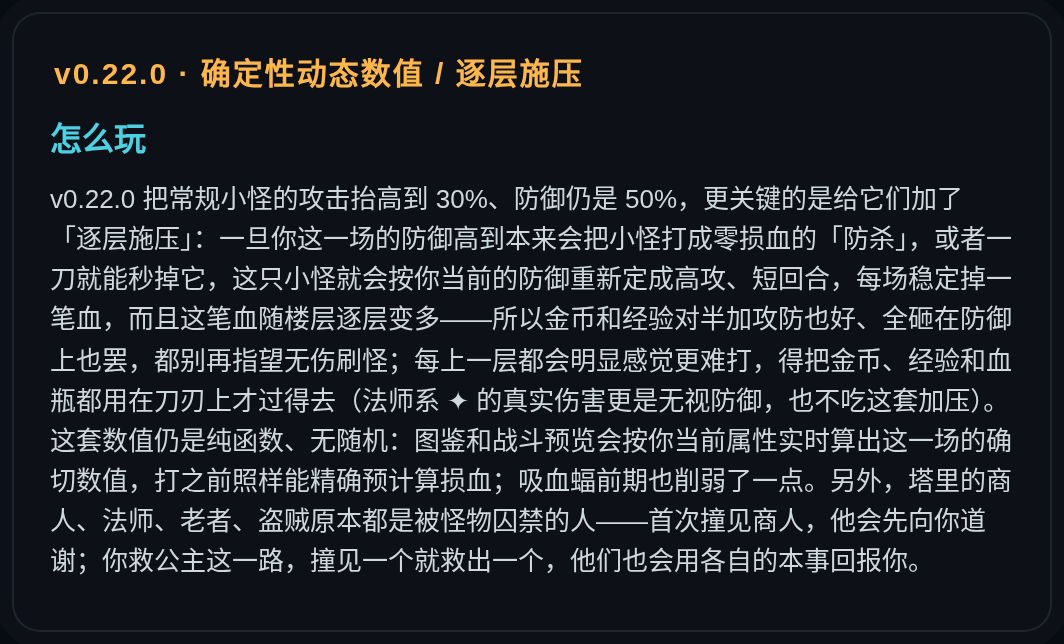 v0.22.0 · 确定性动态数值 / 逐层施压
怎么玩
v0.22.0 把常规小怪的攻击抬高到 30%、防御仍是 50%，更关键的是给它们加了
「逐层施压」：一旦你这一场的防御高到本来会把小怪打成零损血的「防杀」，或者一
刀就能秒掉它，这只小怪就会按你当前的防御重新定成高攻、短回合，每场稳定掉一
笔血，而且这笔血随楼层逐层变多——所以金币和经验对半加攻防也好、全砸在防御
上也罢，都别再指望无伤刷怪；每上一层都会明显感觉更难打，得把金币、经验和血
瓶都用在刀刃上才过得去（法师系 ✦ 的真实伤害更是无视防御，也不吃这套加压）。
这套数值仍是纯函数、无随机：图鉴和战斗预览会按你当前属性实时算出这一场的确
切数值，打之前照样能精确预计算损血；吸血蝠前期也削弱了一点。另外，塔里的商
人、法师、老者、盗贼原本都是被怪物囚禁的人——首次撞见商人，他会先向你道
谢；你救公主这一路，撞见一个就救出一个，他们也会用各自的本事回报你。